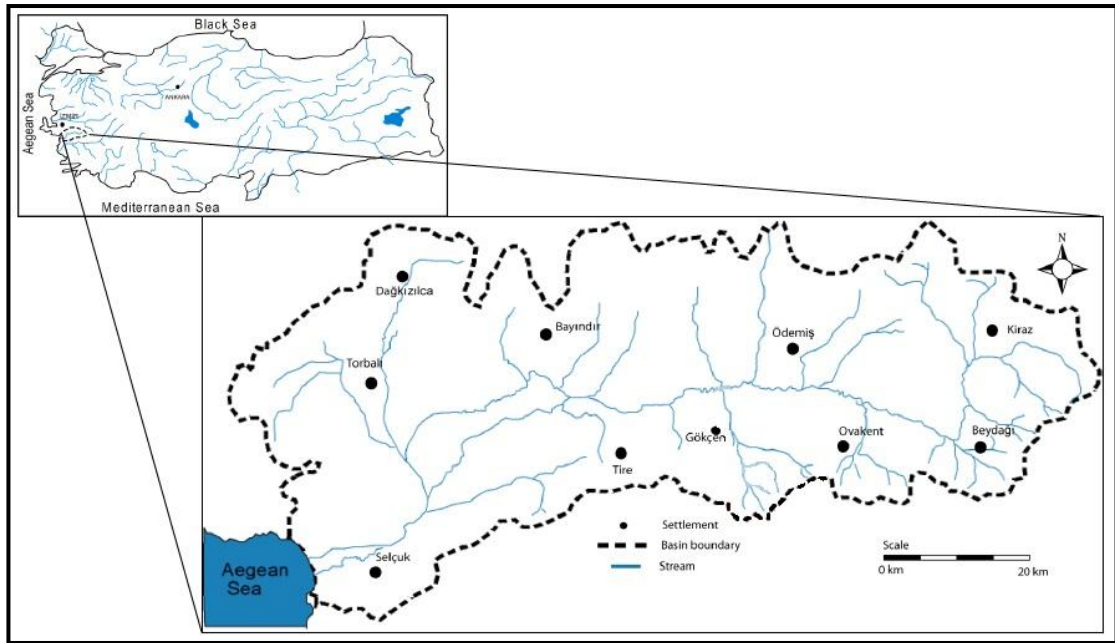 Black Sea
ANKARA
Aegean Sea
IZMIR
Mediterranean Sea
N
Dağkızılca
Bayındır
Ödemiş
Kiraz
Torbalı
Gökçen
Ovakent
Beydağı
Tire
Settlement
Basin boundary
Stream
Scale
0 km 20 km
Selçuk
Aegean
Sea